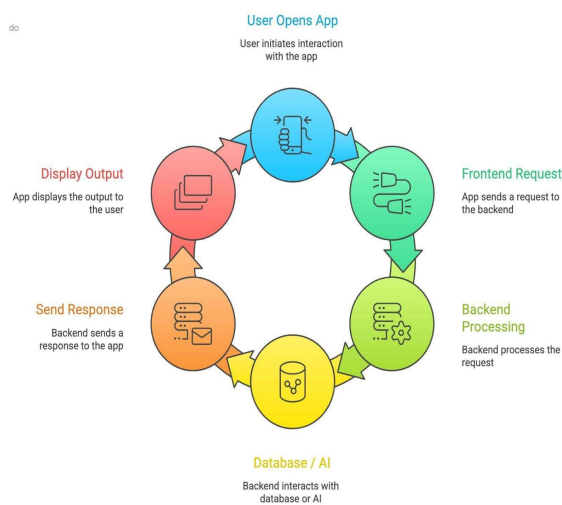 do
User Opens App
User initiates interaction
with the app
Frontend Request
App sends a request to
the backend
Backend
Processing
Backend processes the
request
Database / AI
Backend interacts with
database or AI
Send Response
Backend sends a
response to the app
Display Output
App displays the output to
the user